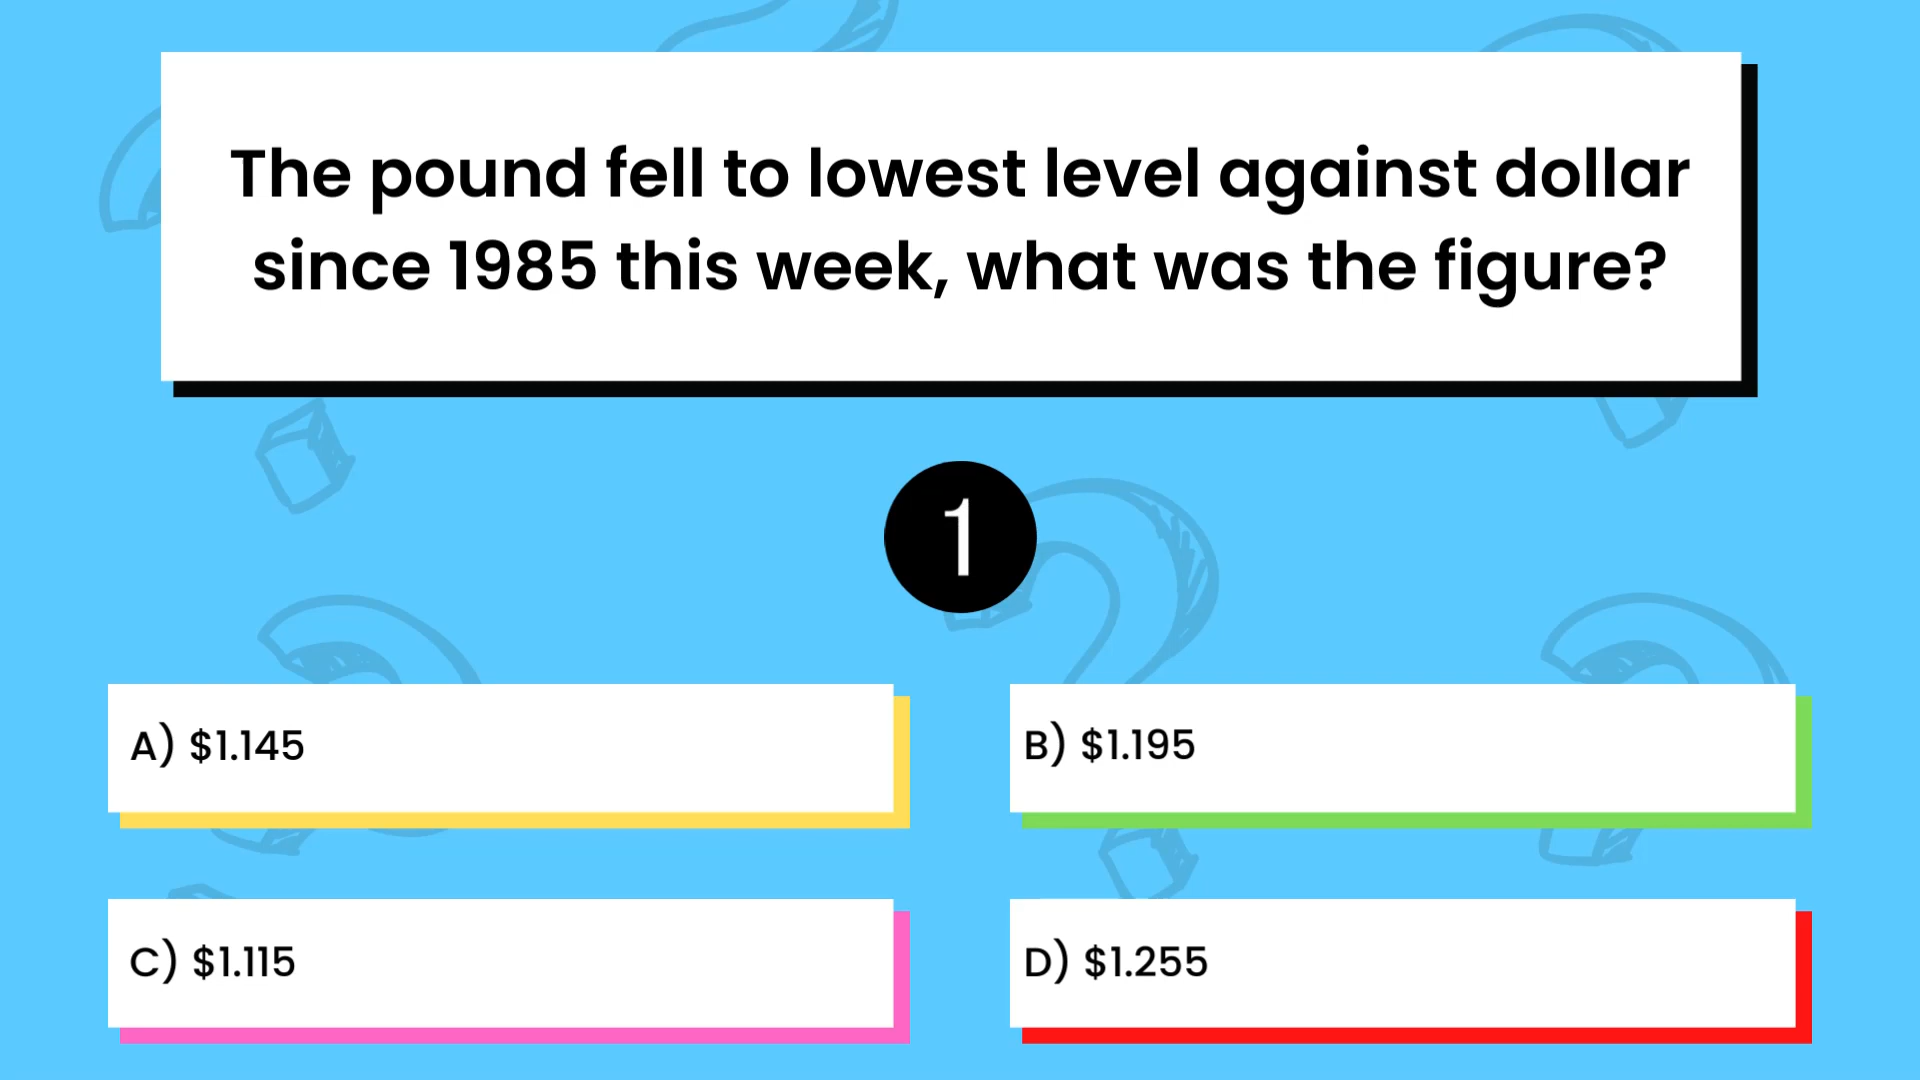 The pound fell to lowest level against dollar
since 1985 this week, what was the figure?
1
A) $1.145
B) $1.195
C) $1.115
D) $1.255